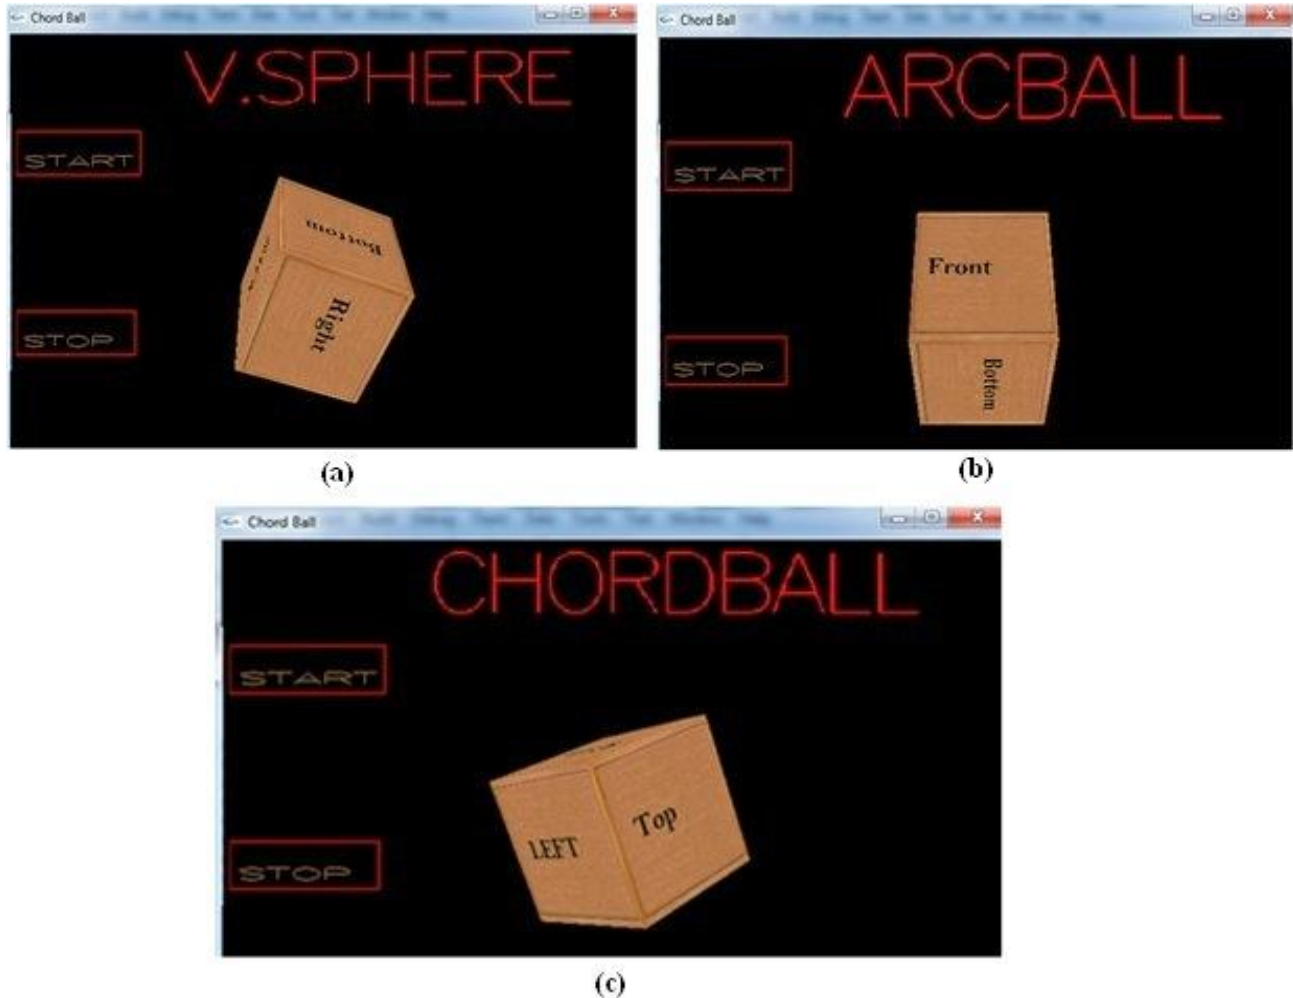 Chord Ball
V.SPHERE
START
Bottom
Right
STOP
(a)
Chord Ball
ARCBALL
START
Front
STOP
Bottom
(b)
Chord Ball
CHORDBALL
START
Top
LEFT
STOP
(c)